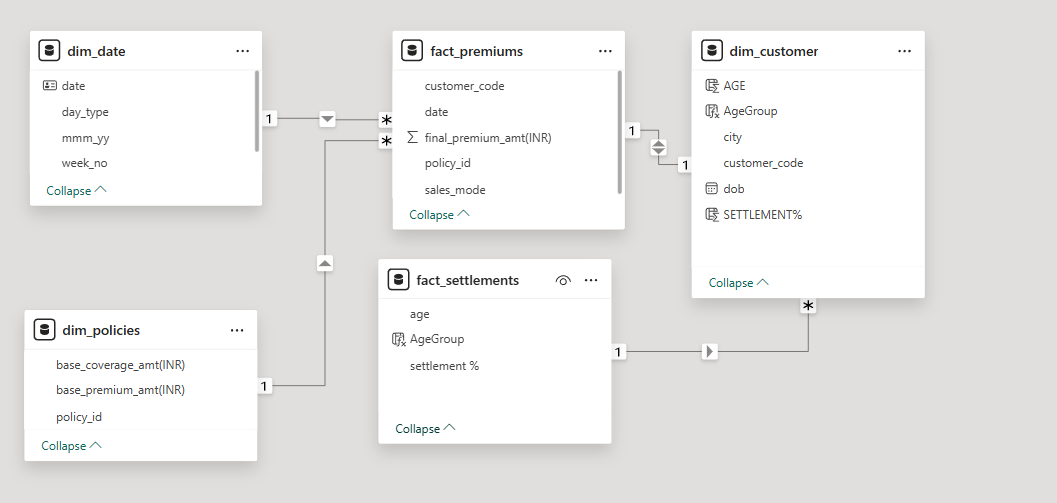 dim_date
date
day_type
mmm_yy
week_no
Collapse
1
*
*
fact_premiums
customer_code
date
final_premium_amt(INR)
policy_id
sales_mode
Collapse
1
1
dim_customer
AGE
AgeGroup
city
customer_code
dob
SETTLEMENT%
Collapse
*
fact_settlements
age
AgeGroup
settlement %
Collapse
1
dim_policies
base_coverage_amt(INR)
base_premium_amt(INR)
policy_id
Collapse
1